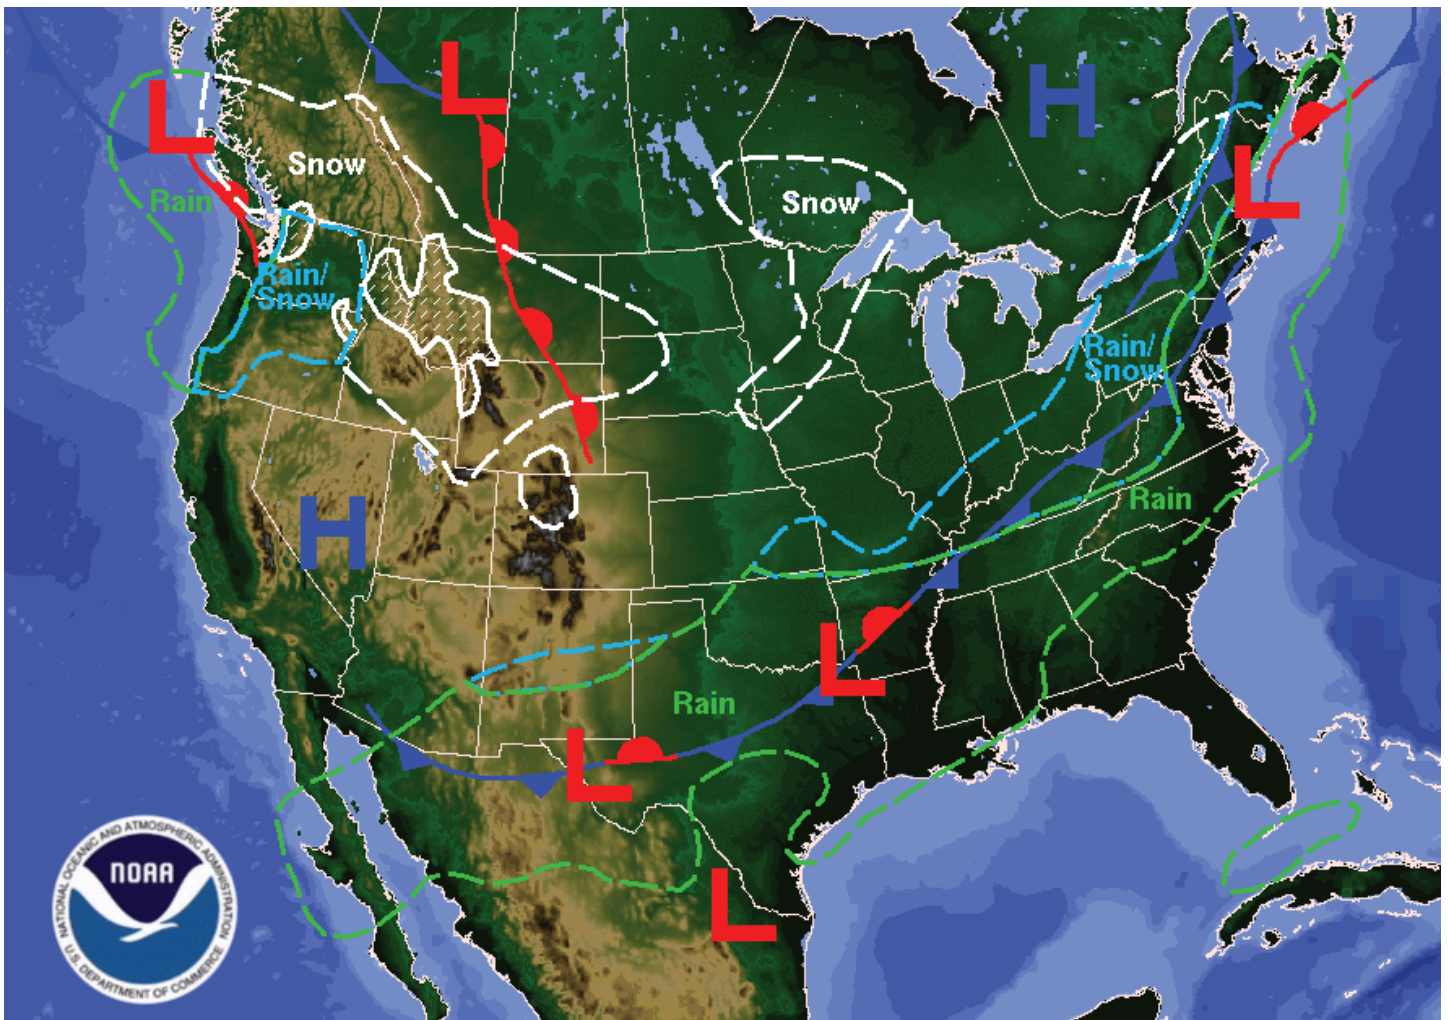 L
H
L
L
Snow
Rain
Snow
Rain/
Snow
Rain/
Snow
Rain
H
H
L
Rain
L
L
NATIONAL OCEANIC AND ATMOSPHERIC ADMINISTRATION
NOAA
U.S. DEPARTMENT OF COMMERCE